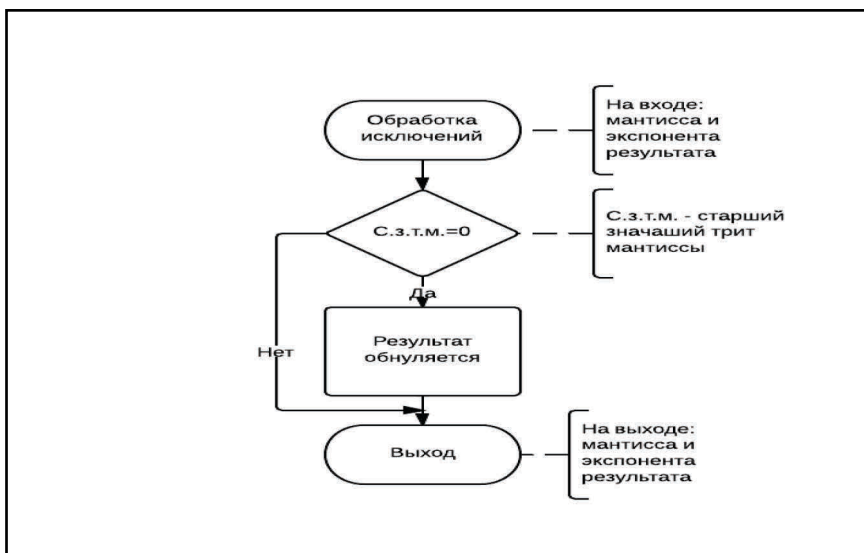 Обработка
исключений
На входе:
мантисса и
экспонента
результата
С.з.т.м.=0
С.з.т.м. - старший
значаший трит
мантиссы
Да
Нет
Результат
обнуляется
Выход
На выходе:
мантисса и
экспонента
результата